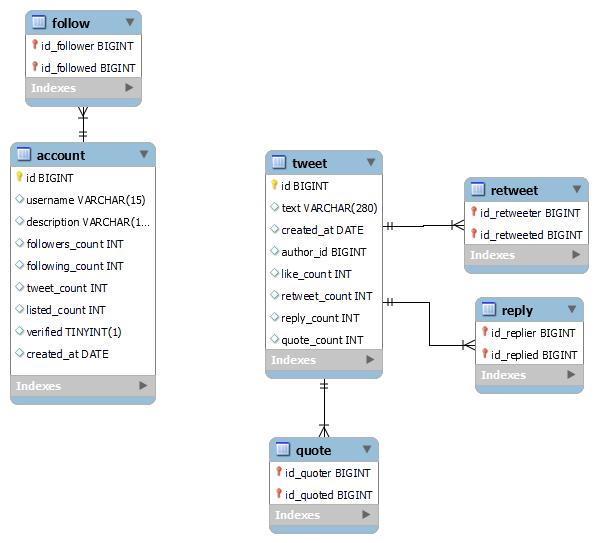 follow
id_follower BIGINT
id_followed BIGINT
Indexes
account
id BIGINT
username VARCHAR(15)
description VARCHAR(1...
followers_count INT
following_count INT
tweet_count INT
listed_count INT
verified TINYINT(1)
created_at DATE
Indexes
tweet
id BIGINT
text VARCHAR(280)
created_at DATE
author_id BIGINT
like_count INT
retweet_count INT
reply_count INT
quote_count INT
Indexes
retweet
id_retweeter BIGINT
id_retweeted BIGINT
Indexes
reply
id_replier BIGINT
id_replied BIGINT
Indexes
quote
id_quoter BIGINT
id_quoted BIGINT
Indexes